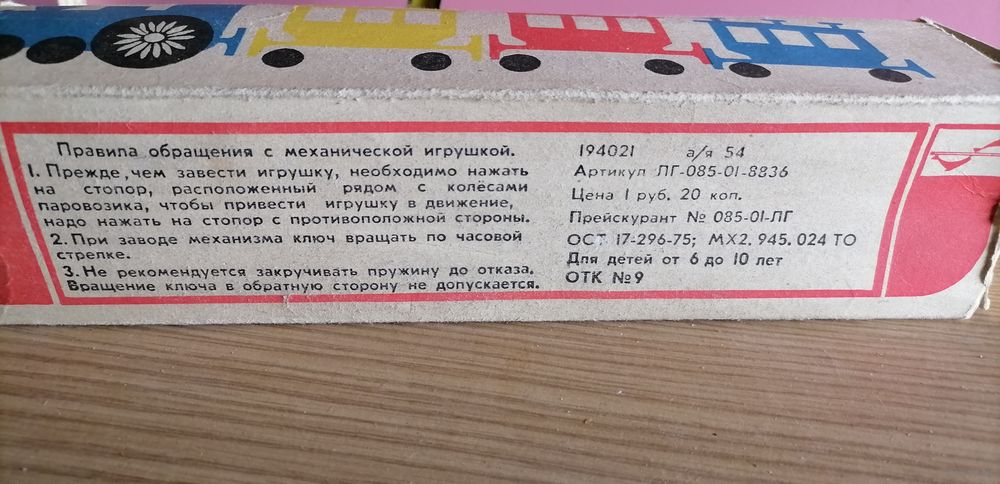 Правила обращения с механической игрушкой.
1. Прежде, чем завести игрушку, необходимо нажать
на стопор, расположенный рядом с колёсами
паровозика, чтобы привести игрушку в движение,
надо нажать на стопор с противоположной стороны.
2. При заводе механизма ключ вращать по часовой
стрелке.
3. Не рекомендуется закручивать пружину до отказа.
Вращение ключа в обратную сторону не допускается.
194021 а/я 54
Артикул ЛГ-085-01-8836
Цена 1 руб. 20 коп.
Прейскурант № 085-01-ЛГ
ОСТ 17-296-75; МХ2. 945. 024 ТО
Для детей от 6 до 10 лет
ОТК №9